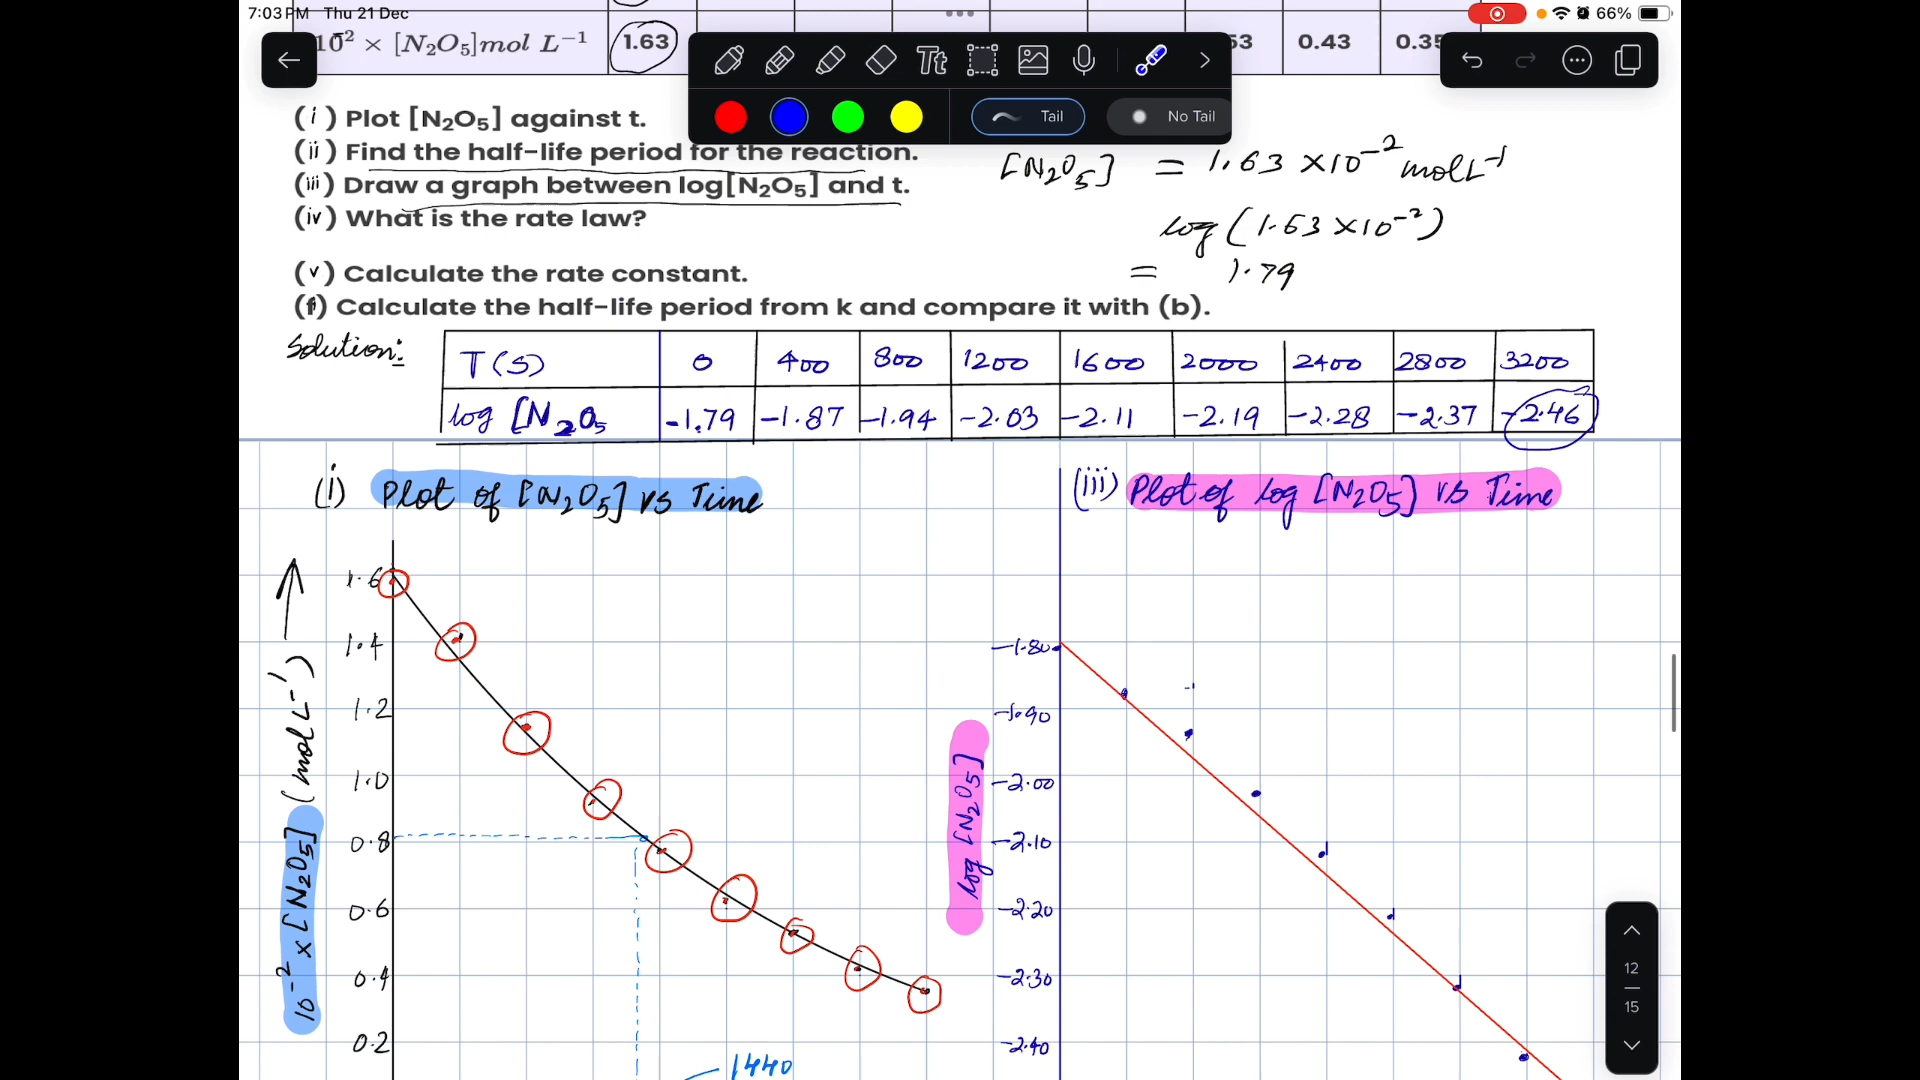 7:03 PM Thu 21 Dec
66%
10⁻² × [N₂O₅]mol L⁻¹ 1.63 53 0.43 0.35
Tt
Tail No Tail
(i) Plot [N₂O₅] against t.
(ii) Find the half-life period for the reaction.
(iii) Draw a graph between log[N₂O₅] and t.
(iv) What is the rate law?
(v) Calculate the rate constant.
(f) Calculate the half-life period from k and compare it with (b).
[N₂O₅] = 1.63 × 10⁻² mol L⁻¹
log (1.63 × 10⁻²)
= 1.79
Solution:
T(S) 0 400 800 1200 1600 2000 2400 2800 3200
log [N₂O₅ -1.79 -1.87 -1.94 -2.03 -2.11 -2.19 -2.28 -2.37 -2.46
(i) Plot of [N₂O₅] vs Time
10⁻² × [N₂O₅] (mol L⁻¹)
1.6
1.4
1.2
1.0
0.8
0.6
0.4
0.2
1440
(iii) Plot of log [N₂O₅] vs Time
log [N₂O₅]
-1.80
-1.90
-2.00
-2.10
-2.20
-2.30
-2.40
12
15